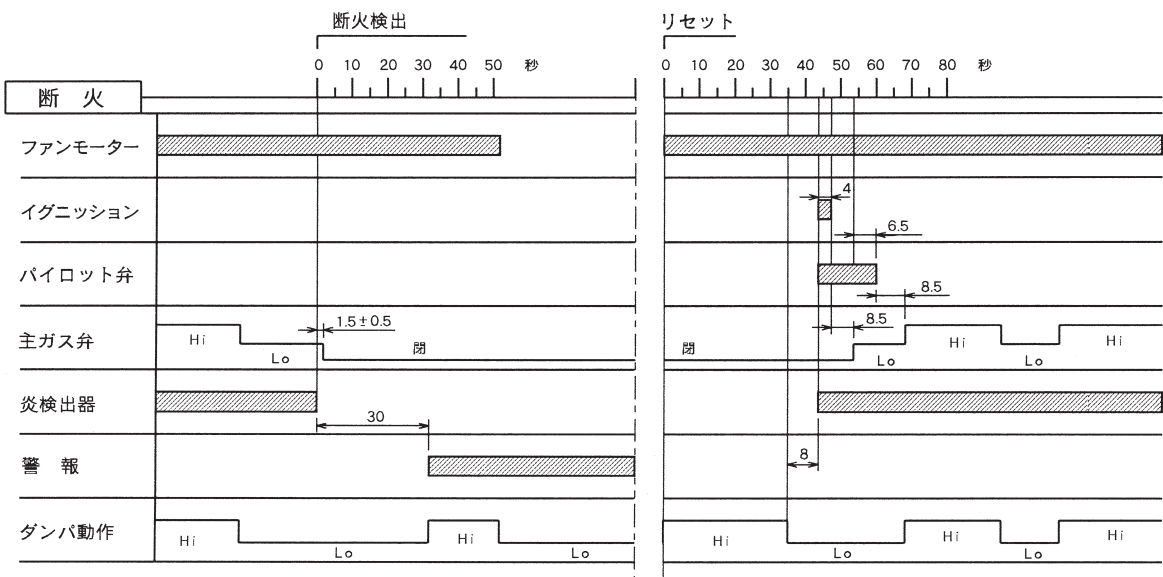 断火検出
リセット
0 10 20 30 40 50 秒
0 10 20 30 40 50 60 70 80 秒
断 火
ファンモーター
イグニッション
4
6.5
パイロット弁
8.5
主ガス弁
Hi
Lo
1.5±0.5
閉
閉
8.5
Lo
Hi
Lo
Hi
炎検出器
30
警 報
8
ダンパ動作
Hi
Lo
Hi
Lo
Hi
Lo
Hi
Lo
Hi